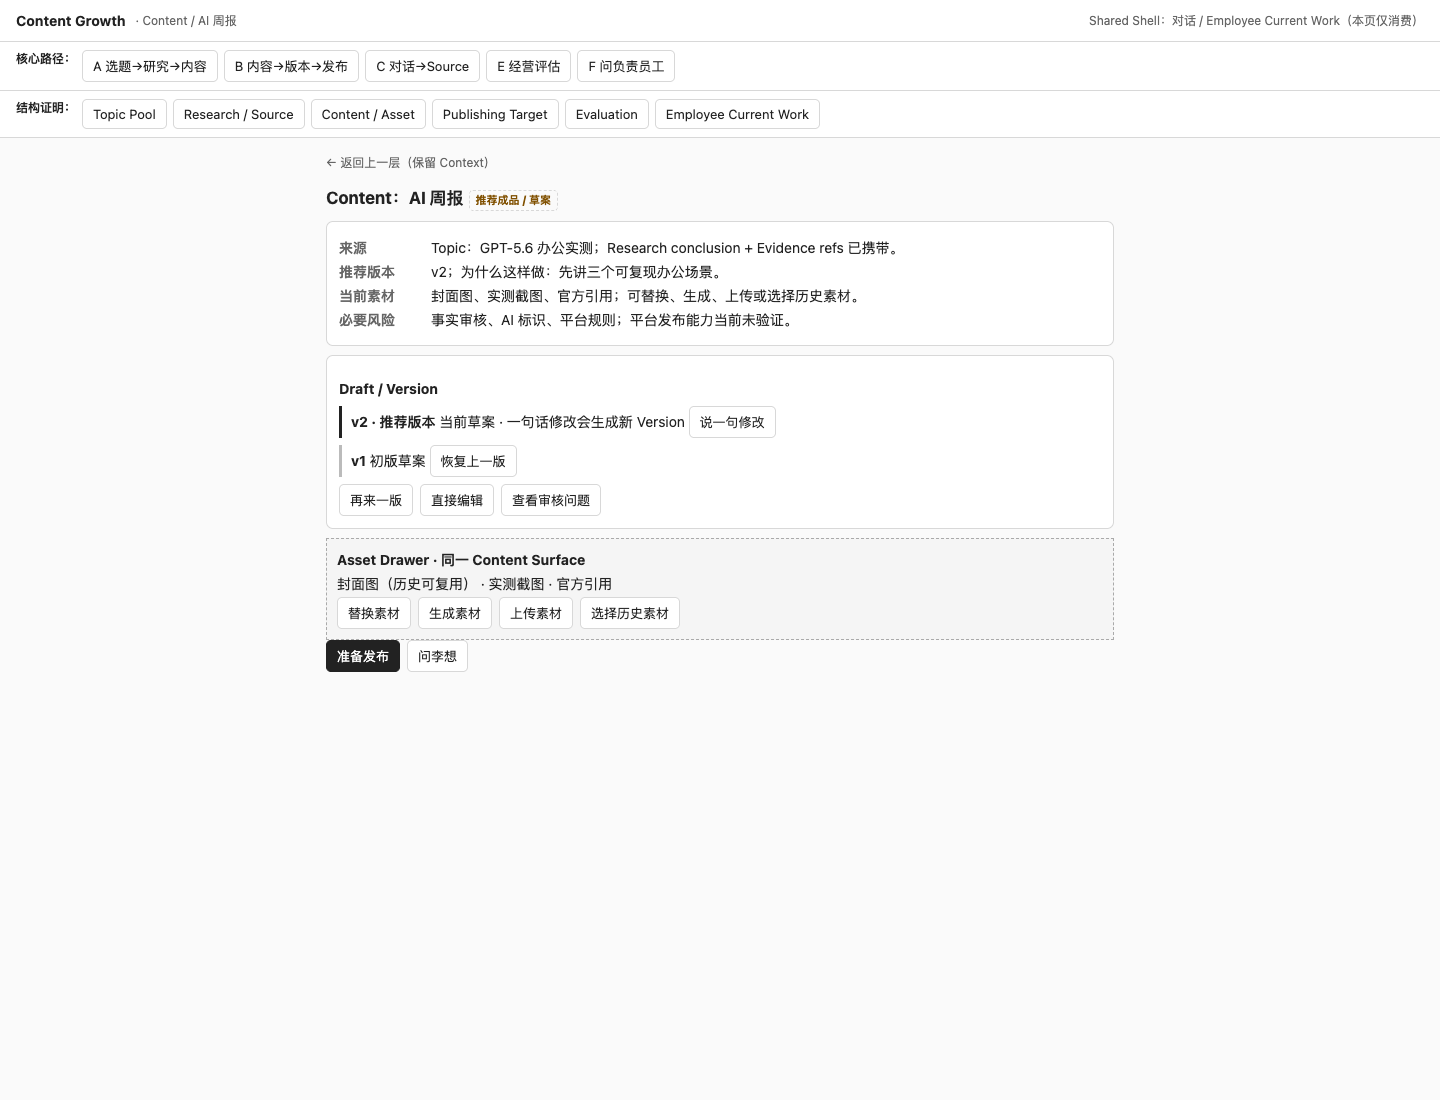 Content Growth · Content / AI 周报
Shared Shell：对话 / Employee Current Work（本页仅消费）
核心路径： A 选题→研究→内容 B 内容→版本→发布 C 对话→Source E 经营评估 F 问负责员工
结构证明： Topic Pool Research / Source Content / Asset Publishing Target Evaluation Employee Current Work
← 返回上一层（保留 Context）
Content：AI 周报 推荐成品 / 草案
来源 Topic：GPT-5.6 办公实测；Research conclusion + Evidence refs 已携带。
推荐版本 v2；为什么这样做：先讲三个可复现办公场景。
当前素材 封面图、实测截图、官方引用；可替换、生成、上传或选择历史素材。
必要风险 事实审核、AI 标识、平台规则；平台发布能力当前未验证。
Draft / Version
v2 · 推荐版本 当前草案 · 一句话修改会生成新 Version 说一句修改
v1 初版草案 恢复上一版
再来一版 直接编辑 查看审核问题
Asset Drawer · 同一 Content Surface
封面图（历史可复用） · 实测截图 · 官方引用
替换素材 生成素材 上传素材 选择历史素材
准备发布 问李想